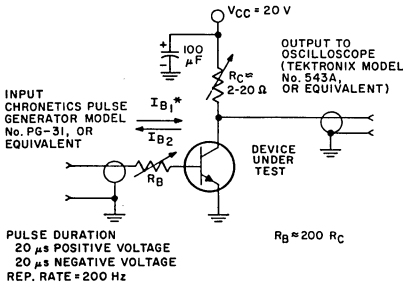 VCC = 20 V
+
100
μF
-
RC ≈
2-20 Ω
OUTPUT TO
OSCILLOSCOPE
(TEKTRONIX MODEL
No. 543A,
OR EQUIVALENT)
INPUT
CHRONETICS PULSE
GENERATOR MODEL
No. PG-31, OR
EQUIVALENT
IB1*
IB2
RB
DEVICE
UNDER
TEST
PULSE DURATION
20 μs POSITIVE VOLTAGE
20 μs NEGATIVE VOLTAGE
REP. RATE = 200 Hz
RB ≈ 200 RC